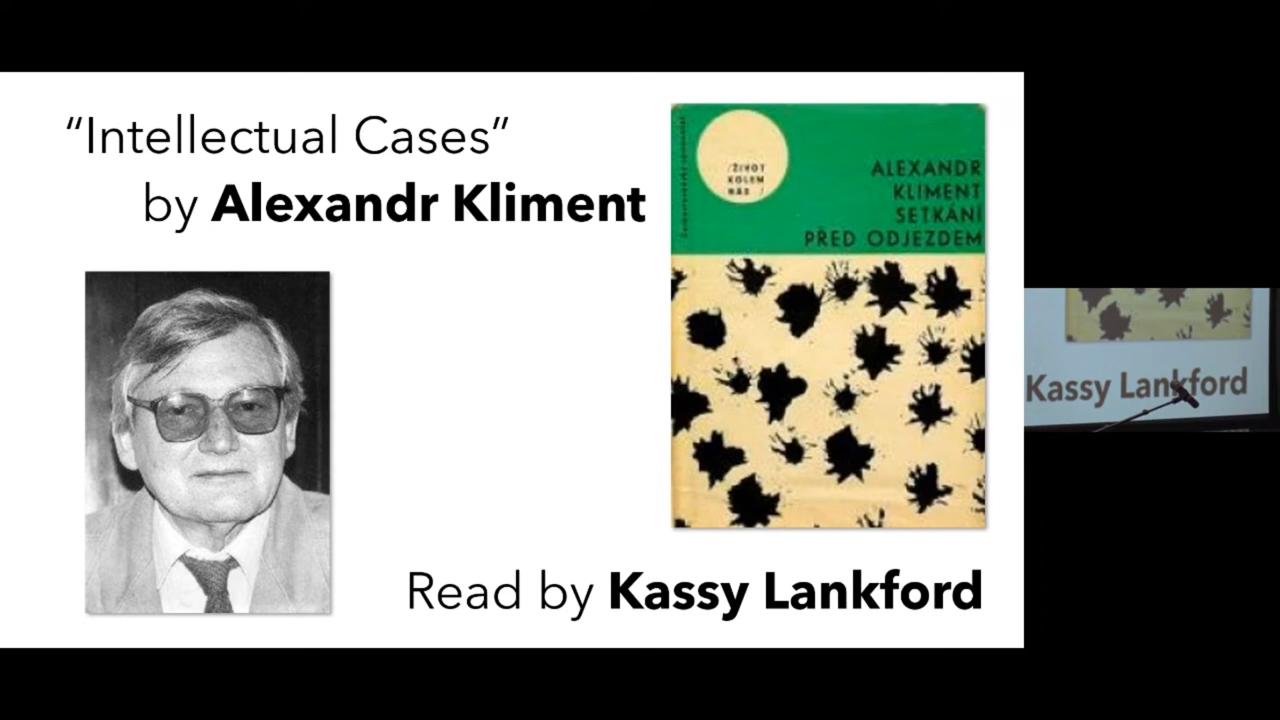 “Intellectual Cases”
by Alexandr Kliment
/ŽIVOT
KOLEM
NÁS /
ALEXANDR
KLIMENT
SETKÁNÍ
PŘED ODJEZDEM
Read by Kassy Lankford
Kassy Lankford